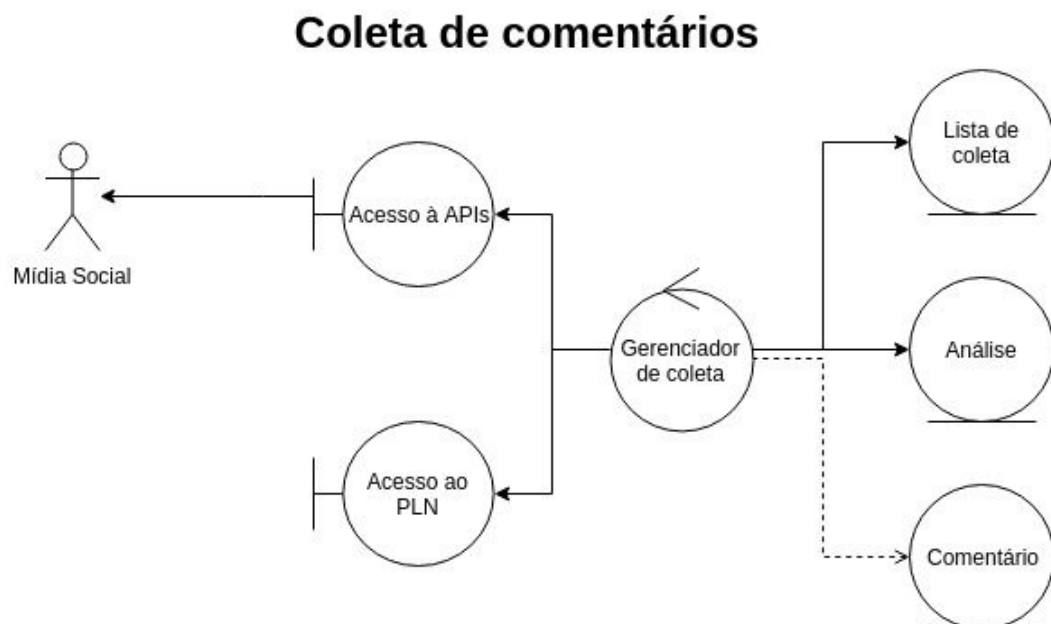 Coleta de comentários
Lista de
coleta
Acesso à APIs
Mídia Social
Gerenciador
de coleta
Análise
Acesso ao
PLN
Comentário